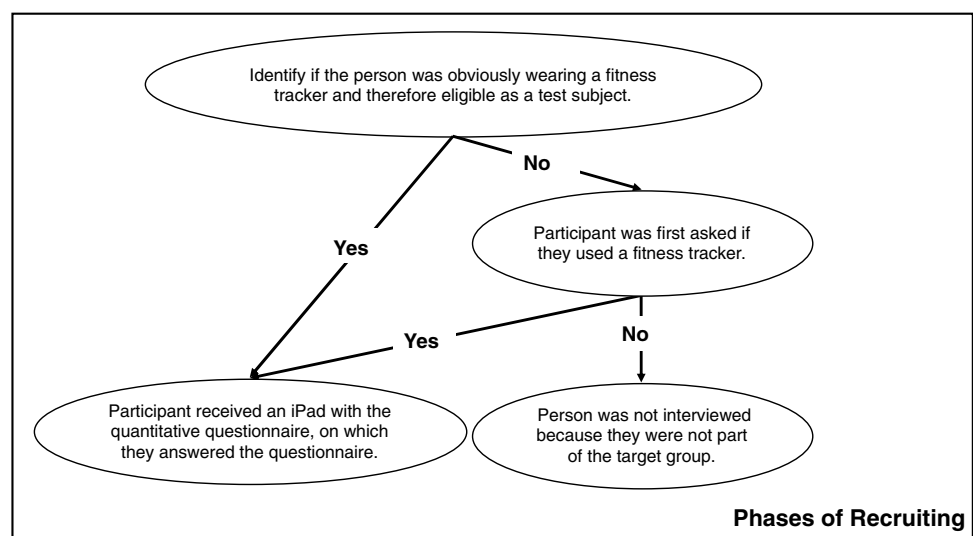 Identify if the person was obviously wearing a fitness
tracker and therefore eligible as a test subject.
No
Participant was first asked if
they used a fitness tracker.
Yes
Yes
No
Participant received an iPad with the
quantitative questionnaire, on which
they answered the questionnaire.
Person was not interviewed
because they were not part
of the target group.
Phases of Recruiting